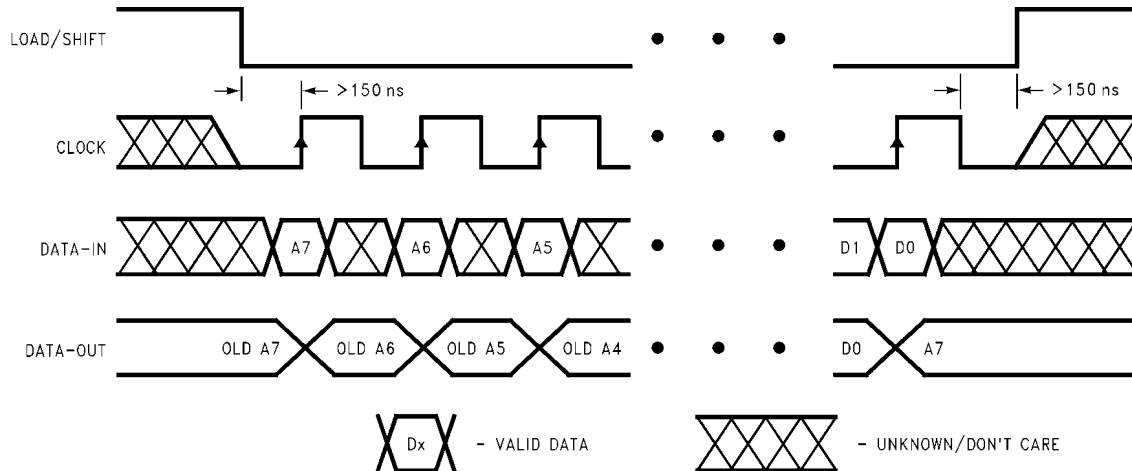 LOAD/SHIFT
>150 ns >150 ns
CLOCK
DATA-IN A7 A6 A5 D1 D0
DATA-OUT OLD A7 OLD A6 OLD A5 OLD A4 D0 A7
Dx - VALID DATA - UNKNOWN/DON'T CARE